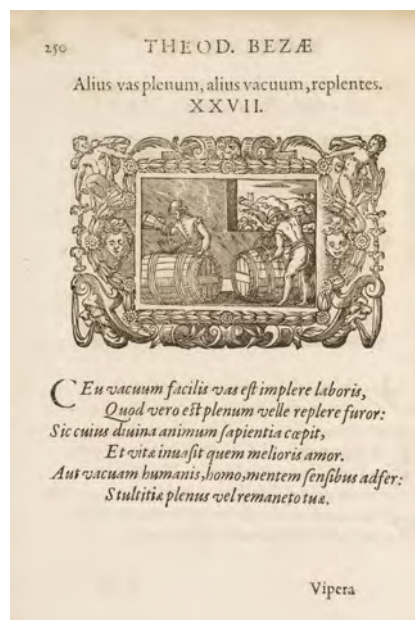 250 THEOD. BEZÆ
Alius vas plenum, alius vacuum, replentes.
XXVII.
CEu vacuum facilis vas eſt implere laboris,
Quod vero eſt plenum velle replere furor:
Sic cuius diuina animum ſapientia cœpit,
Et vitæ inuaſit quem melioris amor.
Aut vacuam humanis, homo, mentem ſenſibus adfer:
Stultitiæ plenus vel remaneto tuæ.
Vipera